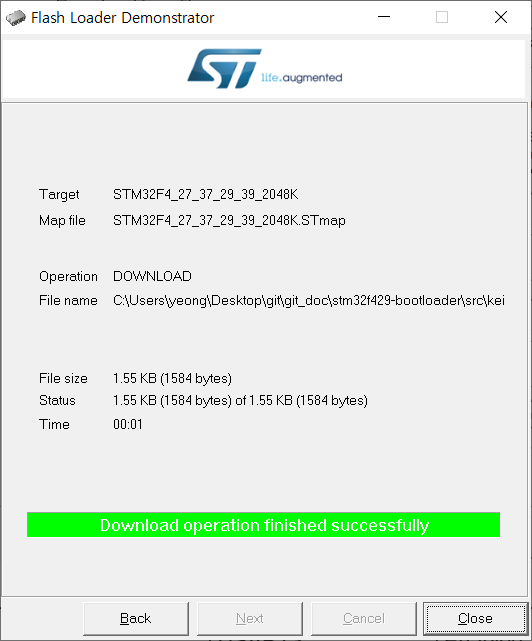 Flash Loader Demonstrator
life.augmented
Target STM32F4_27_37_29_39_2048K
Map file STM32F4_27_37_29_39_2048K.STmap
Operation DOWNLOAD
File name C:\Users\yeong\Desktop\git\git_doc\stm32f429-bootloader\src\kei
File size 1.55 KB (1584 bytes)
Status 1.55 KB (1584 bytes) of 1.55 KB (1584 bytes)
Time 00:01
Download operation finished successfully
Back Next Cancel Close